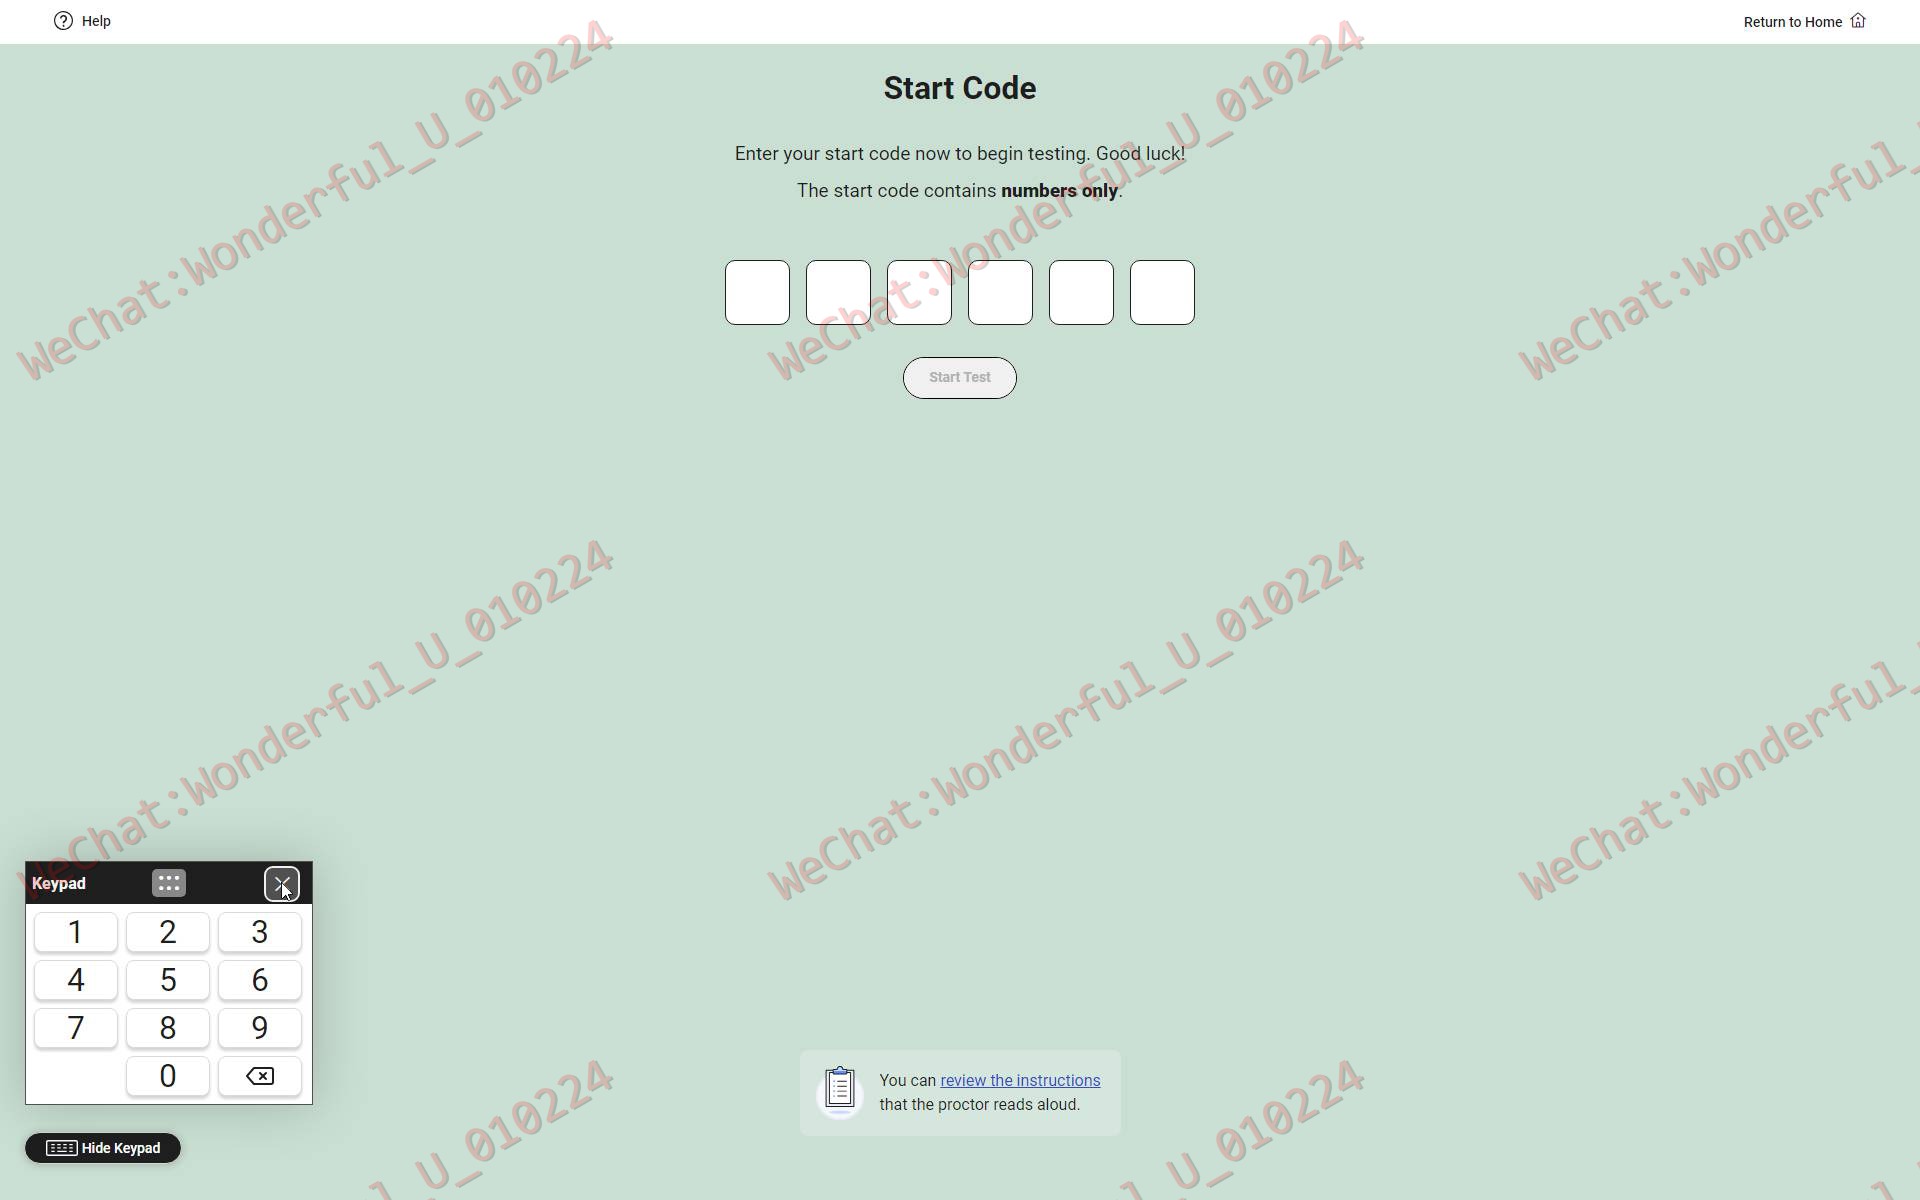 Help
Return to Home
Start Code
Enter your start code now to begin testing. Good luck!
The start code contains numbers only.
Start Test
WeChat:Wonderful_U_010224
WeChat:Wonderful_U_010224
WeChat:Wonderful_
WeChat:Wonderful_U_010224
WeChat:Wonderful_U_010224
WeChat:Wonderful_
Keypad
1 2 3
4 5 6
7 8 9
0
You can review the instructions
that the proctor reads aloud.
Hide Keypad
l_U_010224
l_U_010224